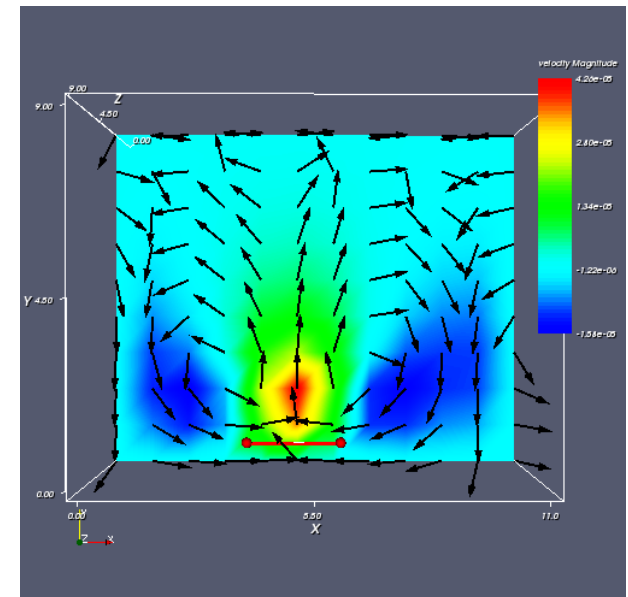 velocity Magnitude
9.00
Z
4.50
0.00
9.00
4.26e-05
2.80e-05
1.34e-05
-1.22e-06
-1.58e-05
Y 4.50
0.00
0.00
5.50
11.0
X
Y
Z
X